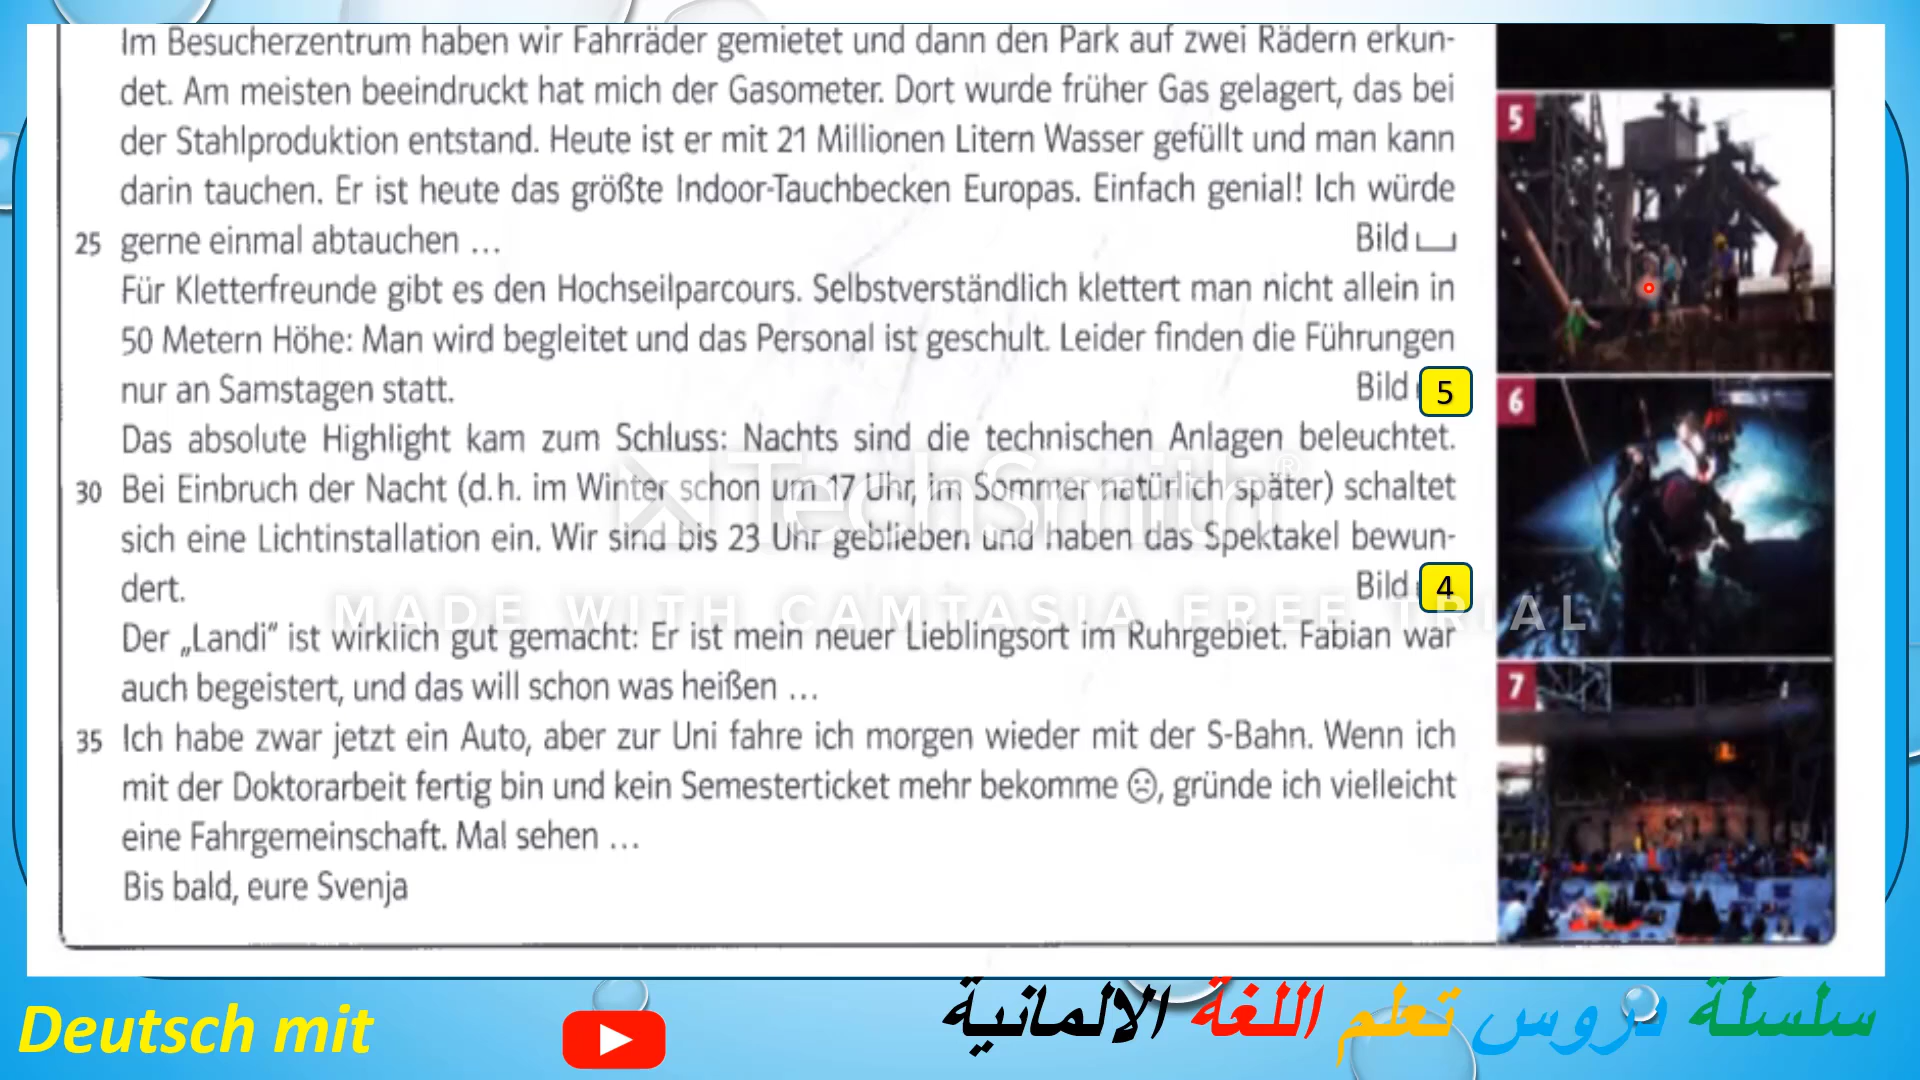 Im Besucherzentrum haben wir Fahrräder gemietet und dann den Park auf zwei Rädern erkun-
det. Am meisten beeindruckt hat mich der Gasometer. Dort wurde früher Gas gelagert, das bei
der Stahlproduktion entstand. Heute ist er mit 21 Millionen Litern Wasser gefüllt und man kann
darin tauchen. Er ist heute das größte Indoor-Tauchbecken Europas. Einfach genial! Ich würde
25 gerne einmal abtauchen … Bild
Für Kletterfreunde gibt es den Hochseilparcours. Selbstverständlich klettert man nicht allein in
50 Metern Höhe: Man wird begleitet und das Personal ist geschult. Leider finden die Führungen
nur an Samstagen statt. Bild 5
Das absolute Highlight kam zum Schluss: Nachts sind die technischen Anlagen beleuchtet.
30 Bei Einbruch der Nacht (d.h. im Winter schon um 17 Uhr, im Sommer natürlich später) schaltet
sich eine Lichtinstallation ein. Wir sind bis 23 Uhr geblieben und haben das Spektakel bewun-
dert. Bild 4
Der „Landi“ ist wirklich gut gemacht: Er ist mein neuer Lieblingsort im Ruhrgebiet. Fabian war
auch begeistert, und das will schon was heißen …
35 Ich habe zwar jetzt ein Auto, aber zur Uni fahre ich morgen wieder mit der S-Bahn. Wenn ich
mit der Doktorarbeit fertig bin und kein Semesterticket mehr bekomme ☹, gründe ich vielleicht
eine Fahrgemeinschaft. Mal sehen …
Bis bald, eure Svenja
5
6
7
TechSmith®
MADE WITH CAMTASIA FREE TRIAL
Deutsch mit
سلسلة دروس تعلم اللغة الالمانية